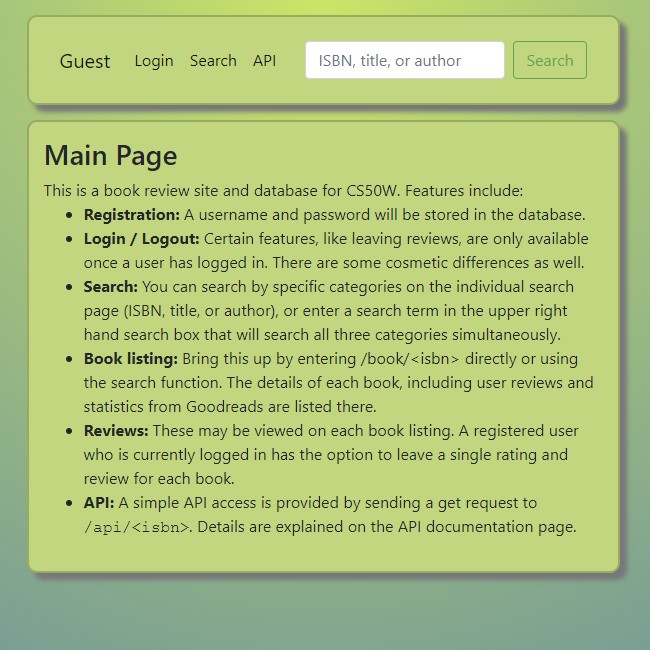 Guest Login Search API ISBN, title, or author Search
Main Page
This is a book review site and database for CS50W. Features include:
• Registration: A username and password will be stored in the database.
• Login / Logout: Certain features, like leaving reviews, are only available
once a user has logged in. There are some cosmetic differences as well.
• Search: You can search by specific categories on the individual search
page (ISBN, title, or author), or enter a search term in the upper right
hand search box that will search all three categories simultaneously.
• Book listing: Bring this up by entering /book/<isbn> directly or using
the search function. The details of each book, including user reviews and
statistics from Goodreads are listed there.
• Reviews: These may be viewed on each book listing. A registered user
who is currently logged in has the option to leave a single rating and
review for each book.
• API: A simple API access is provided by sending a get request to
/api/<isbn>. Details are explained on the API documentation page.